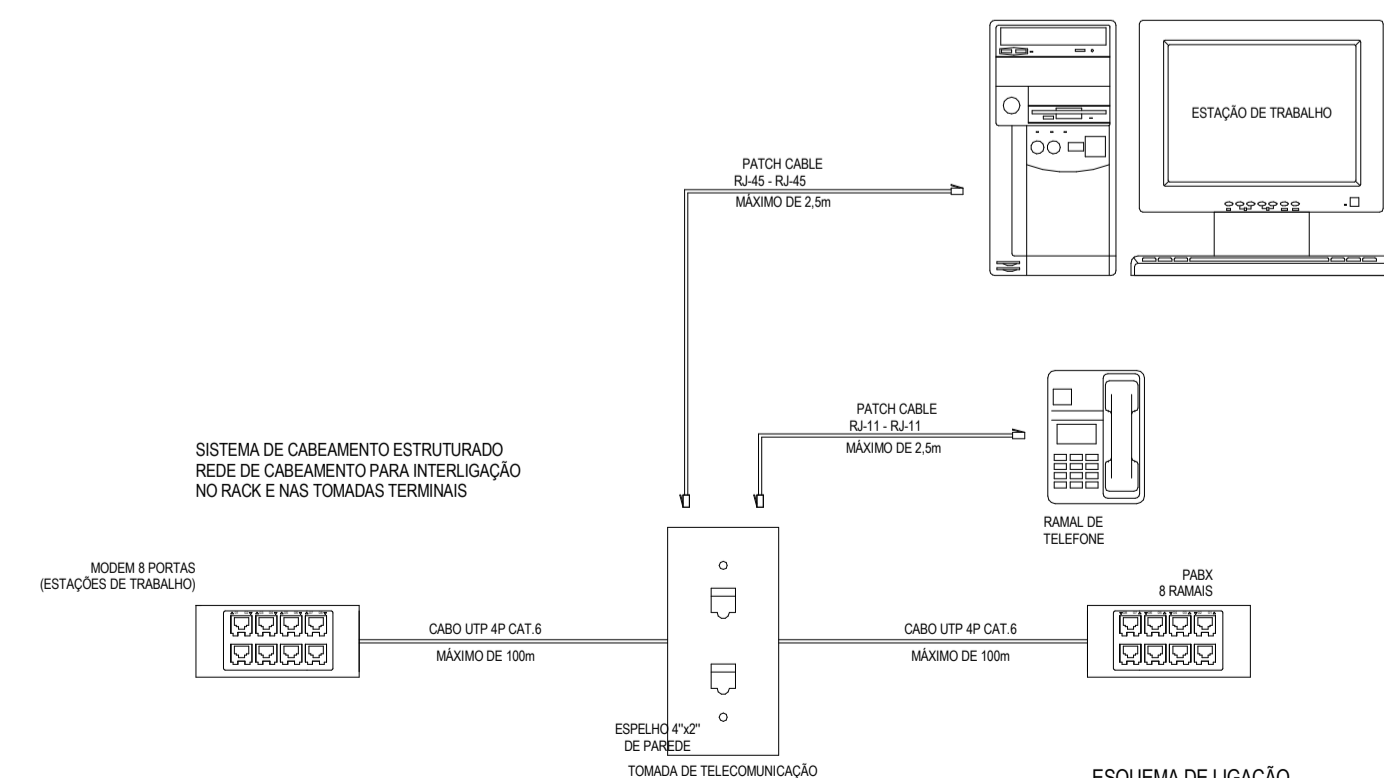 ESTAÇÃO DE TRABALHO
PATCH CABLE
RJ-45 - RJ-45
MÁXIMO DE 2,5m
PATCH CABLE
RJ-11 - RJ-11
MÁXIMO DE 2,5m
SISTEMA DE CABEAMENTO ESTRUTURADO
REDE DE CABEAMENTO PARA INTERLIGAÇÃO
NO RACK E NAS TOMADAS TERMINAIS
RAMAL DE
TELEFONE
MODEM 8 PORTAS
(ESTAÇÕES DE TRABALHO)
PABX
8 RAMAIS
CABO UTP 4P CAT.6
MÁXIMO DE 100m
CABO UTP 4P CAT.6
MÁXIMO DE 100m
ESPELHO 4"x2"
DE PAREDE
TOMADA DE TELECOMUNICAÇÃO
ESQUEMA DE LIGAÇÃO